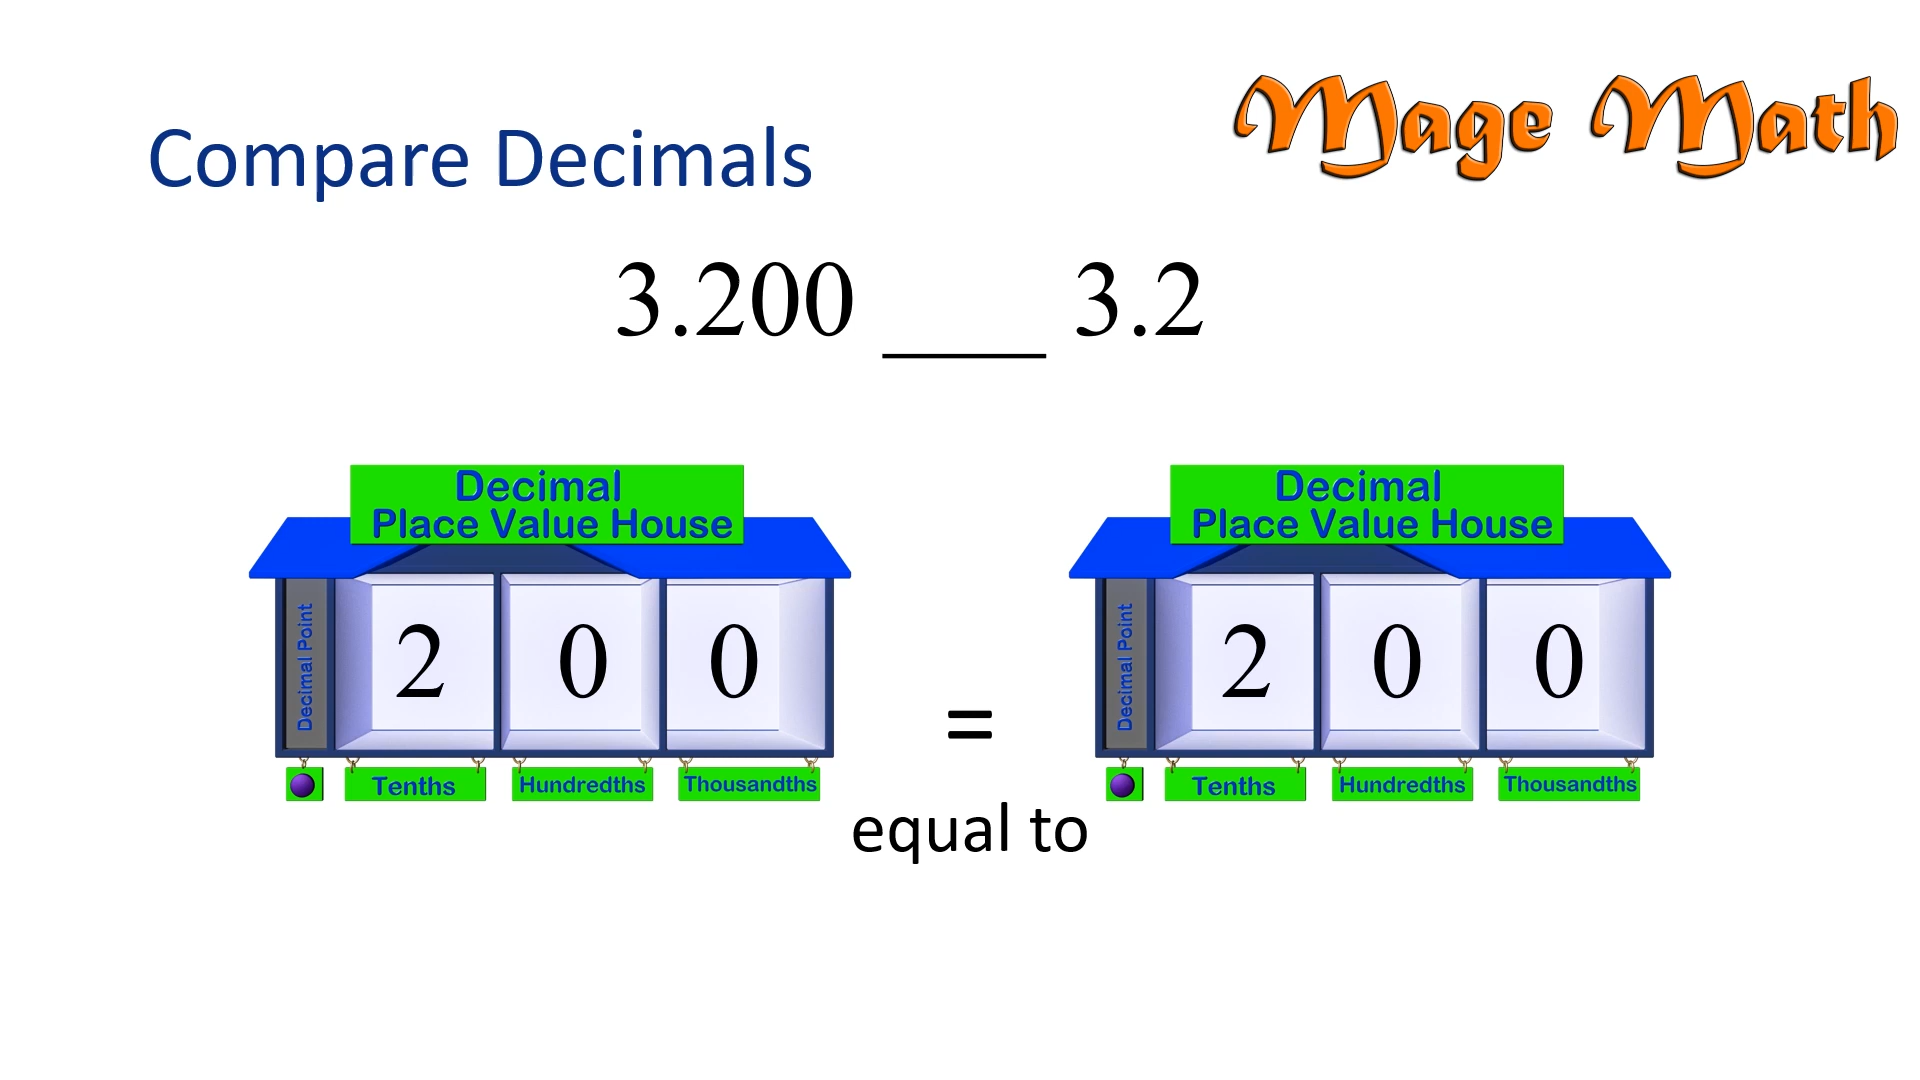 Mage Math
Compare Decimals
3.200 ___ 3.2
Decimal
Place Value House
Decimal Point
2 0 0
Tenths Hundredths Thousandths
=
equal to
Decimal
Place Value House
Decimal Point
2 0 0
Tenths Hundredths Thousandths